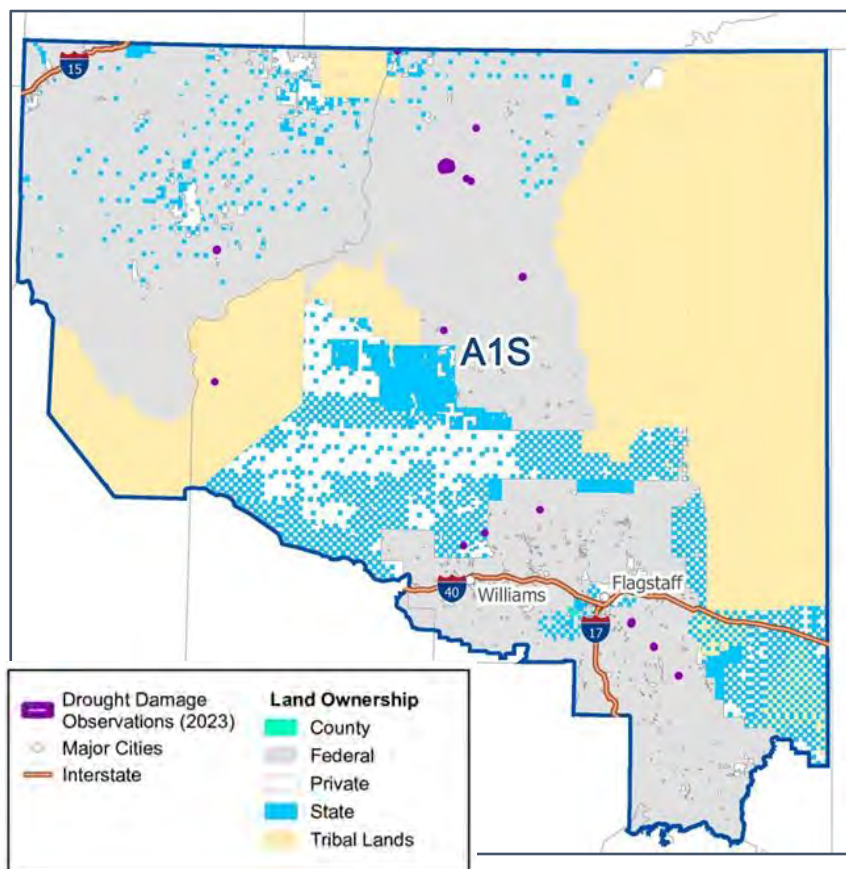 15
A1S
Flagstaff
40
Williams
17
Drought Damage
Observations (2023)
Major Cities
Interstate
Land Ownership
County
Federal
Private
State
Tribal Lands